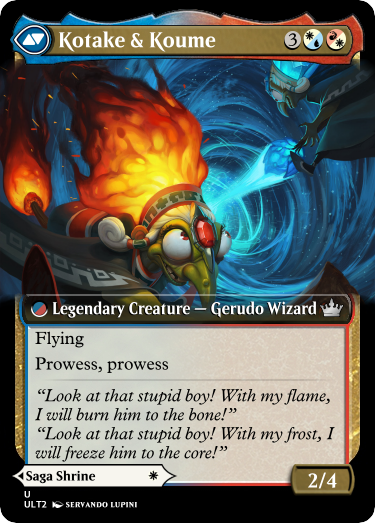 Kotake & Koume 3
Legendary Creature — Gerudo Wizard
Flying
Prowess, prowess
“Look at that stupid boy! With my flame,
I will burn him to the bone!”
“Look at that stupid boy! With my frost, I
will freeze him to the core!”
Saga Shrine
2/4
U
ULT2 SERVANDO LUPINI